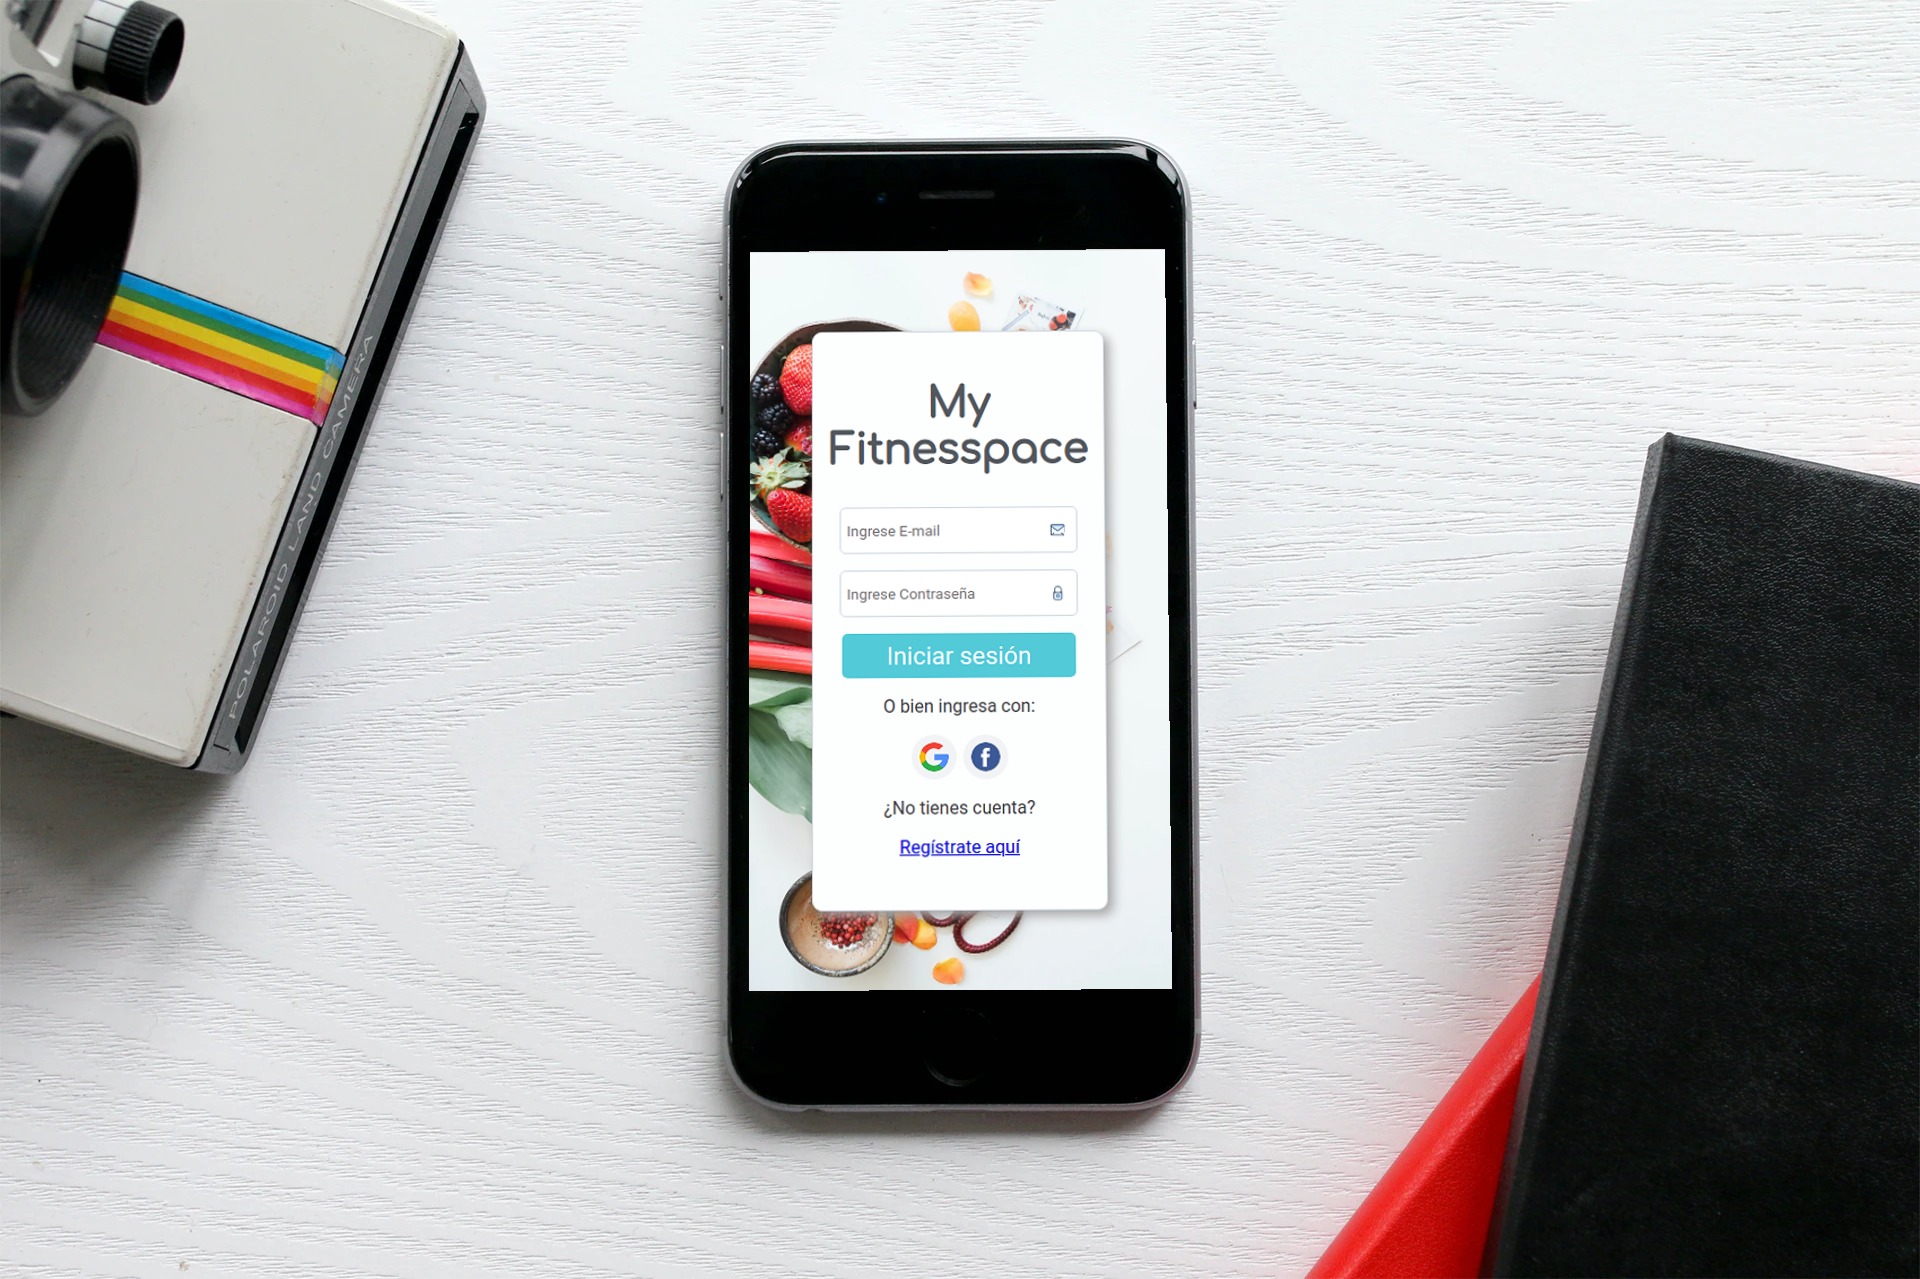 POLAROID LAND CAMERA
My
Fitnesspace
Ingrese E-mail
Ingrese Contraseña
Iniciar sesión
O bien ingresa con:
G f
¿No tienes cuenta?
Regístrate aquí